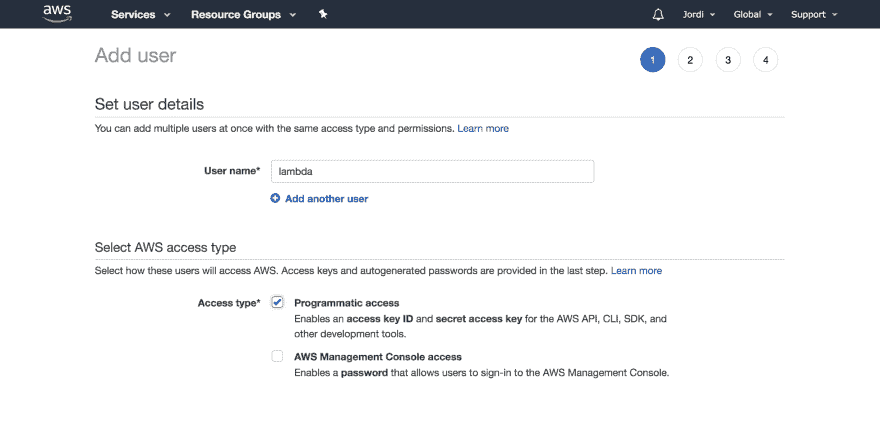 aws Services Resource Groups Jordi Global Support
Add user
1 2 3 4
Set user details
You can add multiple users at once with the same access type and permissions. Learn more
User name* lambda
Add another user
Select AWS access type
Select how these users will access AWS. Access keys and autogenerated passwords are provided in the last step. Learn more
Access type* Programmatic access
Enables an access key ID and secret access key for the AWS API, CLI, SDK, and
other development tools.
AWS Management Console access
Enables a password that allows users to sign-in to the AWS Management Console.